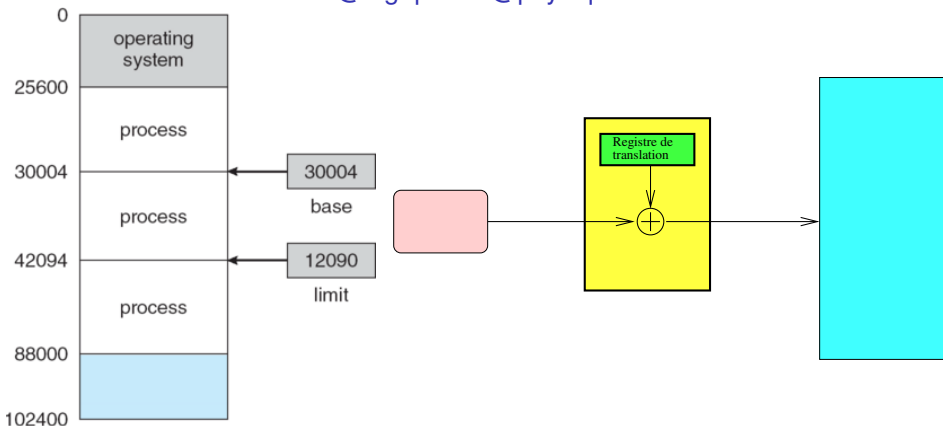 0
operating
system
25600
process
30004
30004
base
process
42094
12090
limit
process
88000
102400
Registre de
translation